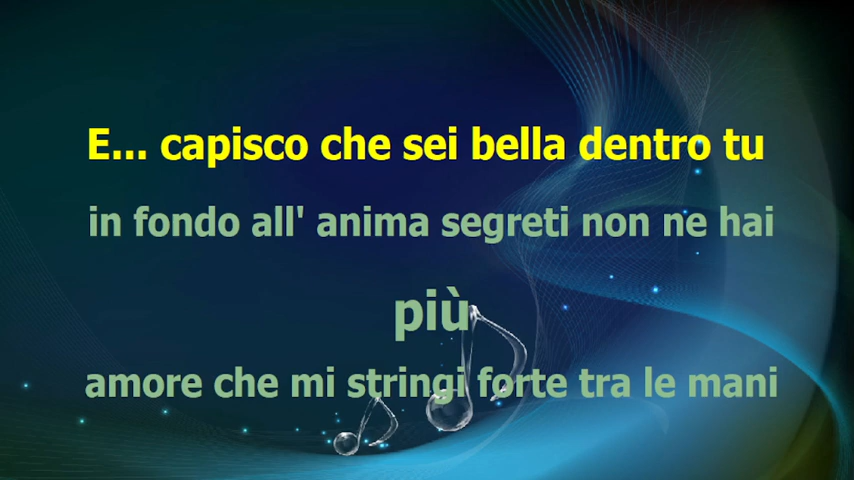 E... capisco che sei bella dentro tu
in fondo all' anima segreti non ne hai
più
amore che mi stringi forte tra le mani